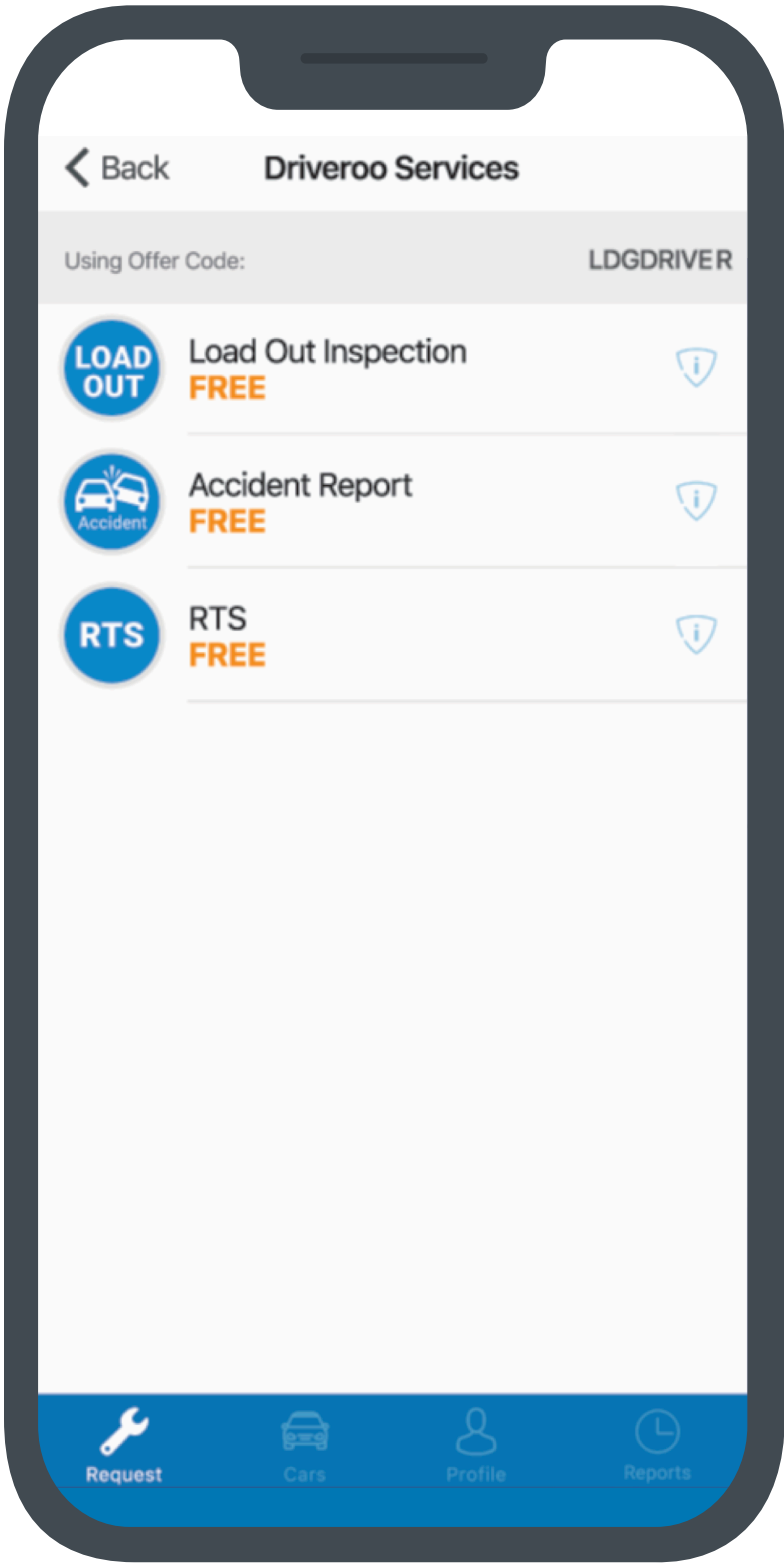 Back
Driveroo Services
Using Offer Code:
LDGDRIVER
LOAD
OUT
Load Out Inspection
FREE
i
Accident
Accident Report
FREE
i
RTS
RTS
FREE
i
Request
Cars
Profile
Reports